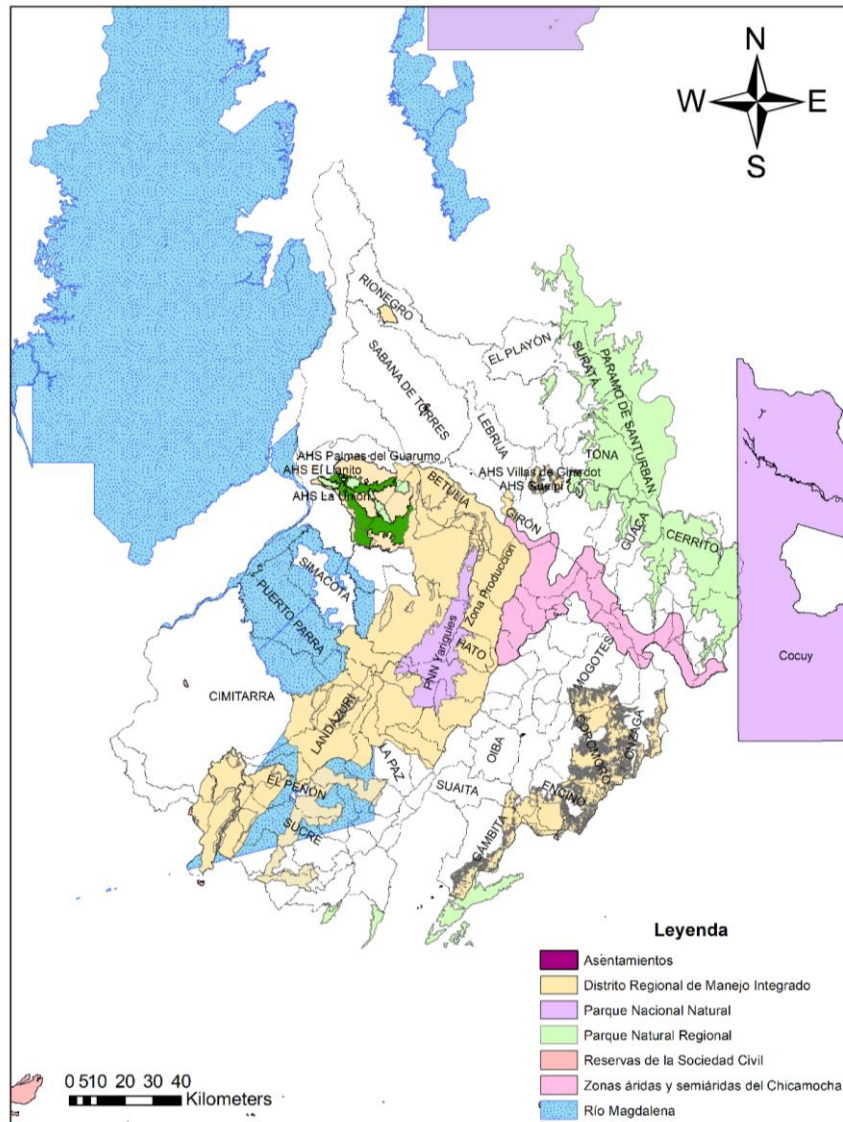 N
W E
S
RIONEGRO
EL PLAYÓN
SABANA DE TORRES
SURATÁ
PARAMO DE SANTURBÁN
LEBRIJA
TONA
AHS Palmas del Guarumo
AHS El Llanito
AHS La Unión
BETULIA
AHS Villas de Girardot
GIRÓN
GUACA
CERRITO
SIMACOTA
Zona Producción
PUERTO PARRA
HATO
PNN Yariguíes
MOGOTES
Cocuy
CIMITARRA
LANDÁZURI
COROMORO
ONZAGA
LA PAZ
OIBA
EL PEÑÓN
SUAITA
ENCINO
SUCRE
GÁMBITA
Leyenda
Asentamientos
Distrito Regional de Manejo Integrado
Parque Nacional Natural
Parque Natural Regional
Reservas de la Sociedad Civil
Zonas áridas y semiáridas del Chicamocha
Río Magdalena
0 5 10 20 30 40
Kilometers